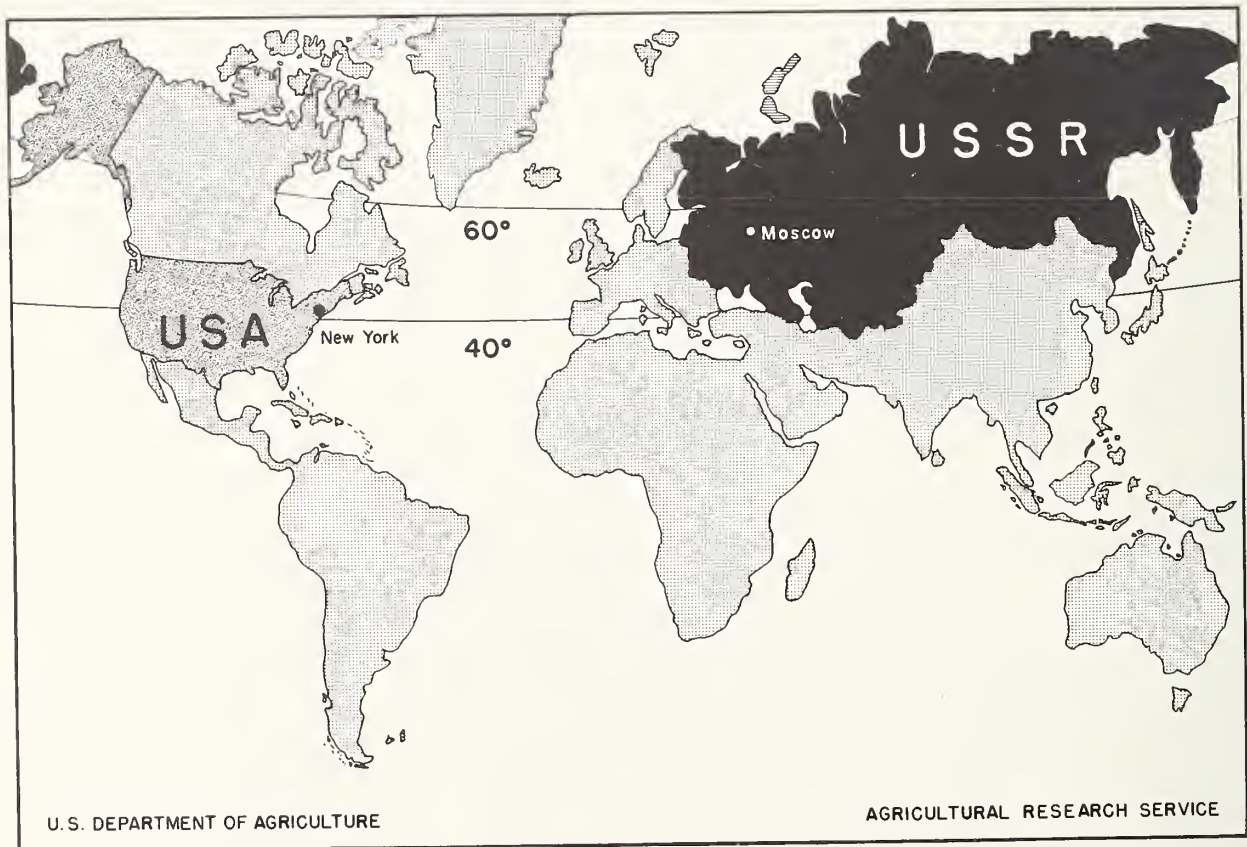 USSR
60°
Moscow
USA
New York
40°
U.S. DEPARTMENT OF AGRICULTURE
AGRICULTURAL RESEARCH SERVICE